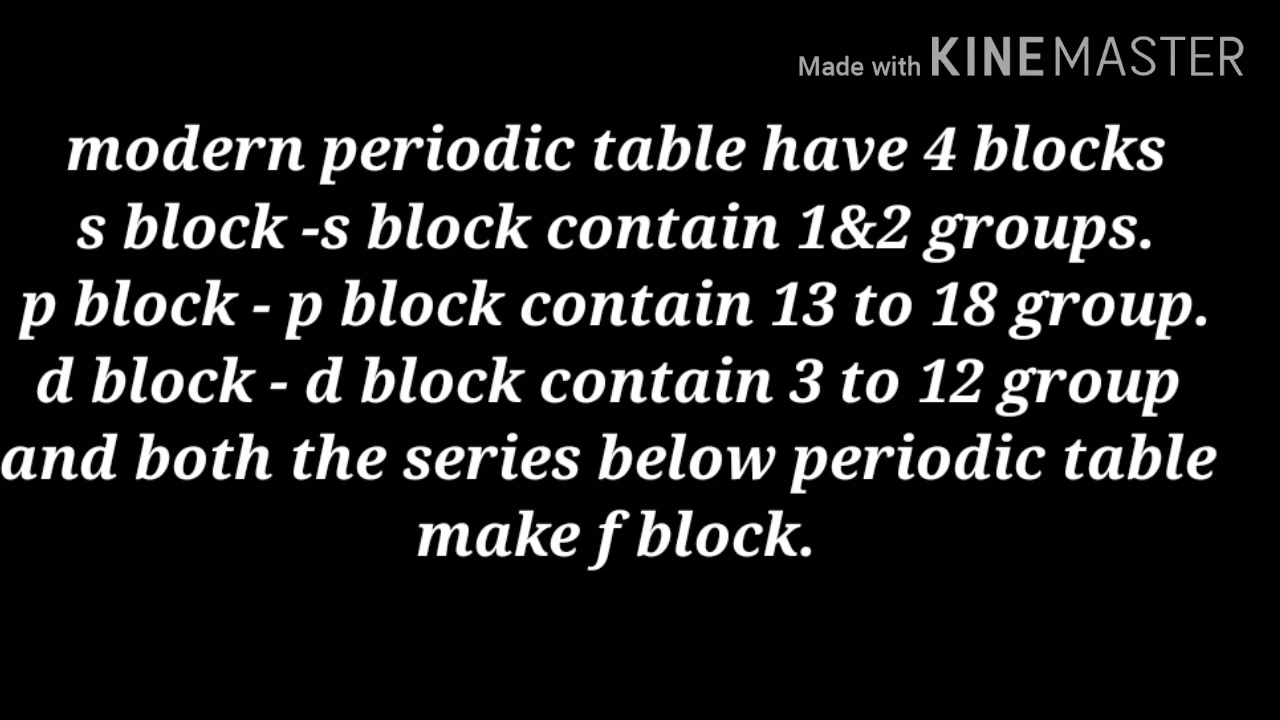 Made with KINEMASTER
modern periodic table have 4 blocks
s block -s block contain 1&2 groups.
p block - p block contain 13 to 18 group.
d block - d block contain 3 to 12 group
and both the series below periodic table
make f block.